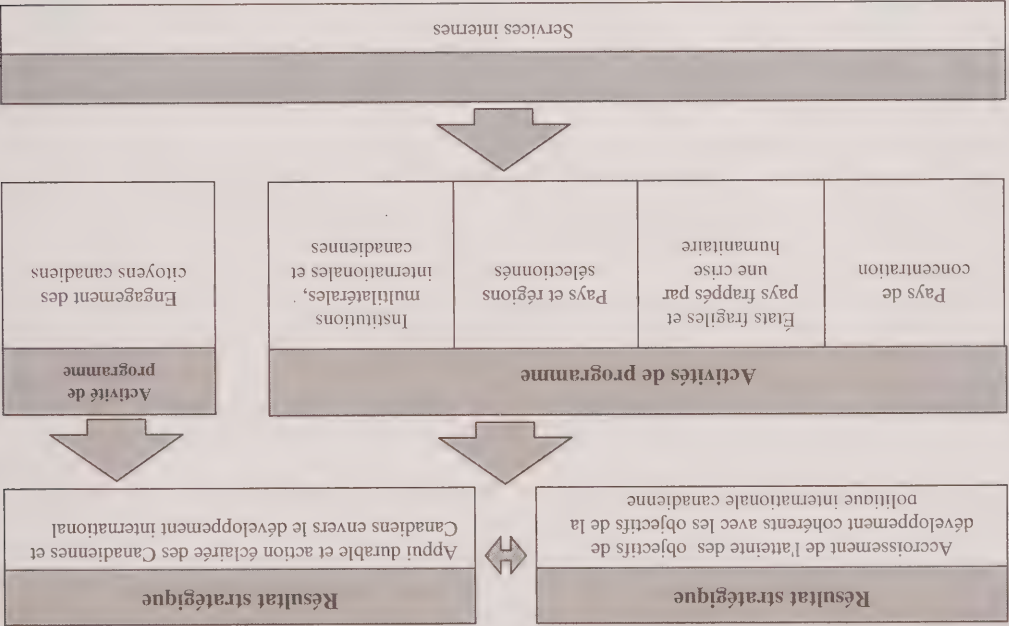 Résultat stratégique
Accroissement de l'atteinte des objectifs de
développement cohérents avec les objectifs de la
politique internationale canadienne
Résultat stratégique
Appui durable et action éclairée des Canadiennes et
Canadiens envers le développement international
Activités de programme
Pays de
concentration
États fragiles et
pays frappés par
une crise
humanitaire
Pays et régions
sélectionnés
Institutions
multilatérales,
internationales et
canadiennes
Activité de
programme
Engagement des
citoyens canadiens
Services internes